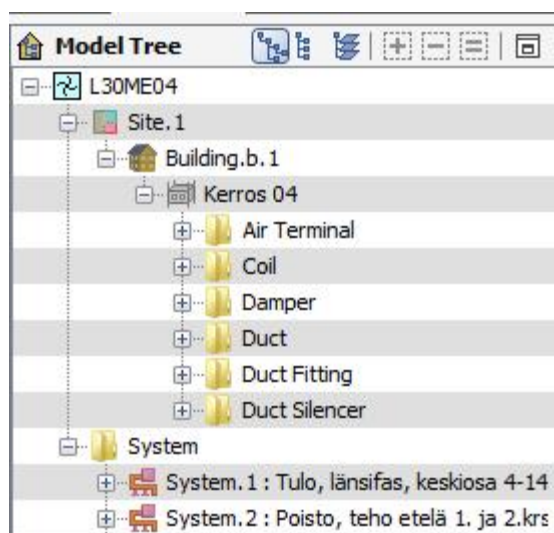 Model Tree
L30ME04
Site.1
Building.b.1
Kerros 04
Air Terminal
Coil
Damper
Duct
Duct Fitting
Duct Silencer
System
System.1 : Tulo, länsifas, keskiosa 4-14
System.2 : Poisto, teho etelä 1. ja 2.krs